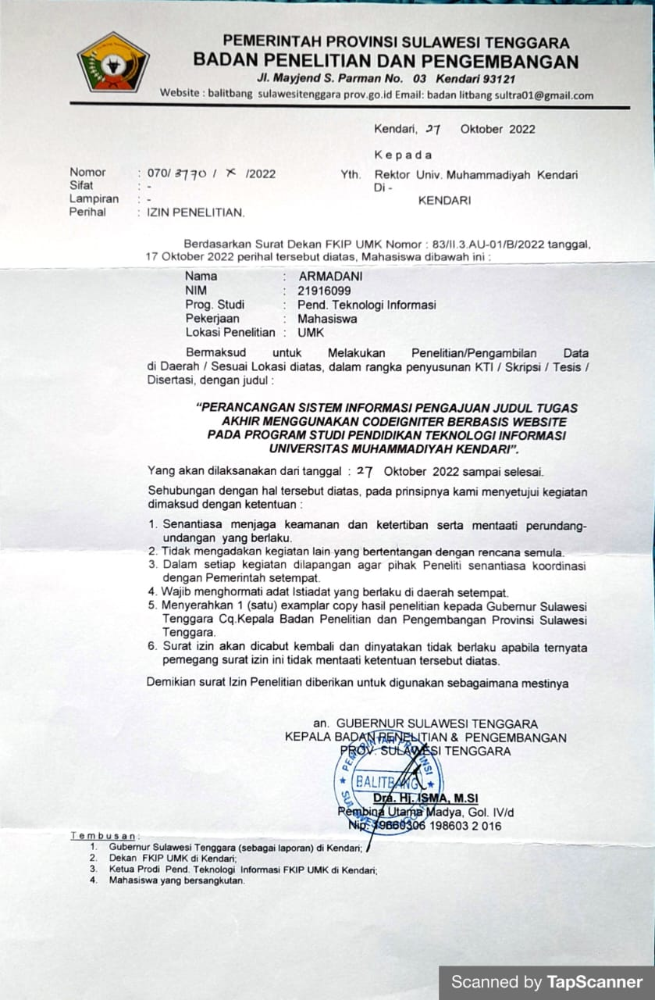 PEMERINTAH PROVINSI SULAWESI TENGGARA
BADAN PENELITIAN DAN PENGEMBANGAN
Jl. Mayjend S. Parman No. 03 Kendari 93121
Website : balitbang sulawesitenggara prov.go.id Email: badan litbang sultra01@gmail.com
Kendari, 27 Oktober 2022
K e p a d a
Nomor : 070/ 3770 / X /2022 Yth. Rektor Univ. Muhammadiyah Kendari
Sifat : - Di -
Lampiran : - KENDARI
Perihal : IZIN PENELITIAN.
Berdasarkan Surat Dekan FKIP UMK Nomor : 83/II.3.AU-01/B/2022 tanggal,
17 Oktober 2022 perihal tersebut diatas, Mahasiswa dibawah ini :
Nama : ARMADANI
NIM : 21916099
Prog. Studi : Pend. Teknologi Informasi
Pekerjaan : Mahasiswa
Lokasi Penelitian : UMK
Bermaksud untuk Melakukan Penelitian/Pengambilan Data
di Daerah / Sesuai Lokasi diatas, dalam rangka penyusunan KTI / Skripsi / Tesis /
Disertasi, dengan judul :
“PERANCANGAN SISTEM INFORMASI PENGAJUAN JUDUL TUGAS
AKHIR MENGGUNAKAN CODEIGNITER BERBASIS WEBSITE
PADA PROGRAM STUDI PENDIDIKAN TEKNOLOGI INFORMASI
UNIVERSITAS MUHAMMADIYAH KENDARI”.
Yang akan dilaksanakan dari tanggal : 27 Oktober 2022 sampai selesai.
Sehubungan dengan hal tersebut diatas, pada prinsipnya kami menyetujui kegiatan
dimaksud dengan ketentuan :
1. Senantiasa menjaga keamanan dan ketertiban serta mentaati perundang-
undangan yang berlaku.
2. Tidak mengadakan kegiatan lain yang bertentangan dengan rencana semula.
3. Dalam setiap kegiatan dilapangan agar pihak Peneliti senantiasa koordinasi
dengan Pemerintah setempat.
4. Wajib menghormati adat Istiadat yang berlaku di daerah setempat.
5. Menyerahkan 1 (satu) examplar copy hasil penelitian kepada Gubernur Sulawesi
Tenggara Cq.Kepala Badan Penelitian dan Pengembangan Provinsi Sulawesi
Tenggara.
6. Surat izin akan dicabut kembali dan dinyatakan tidak berlaku apabila ternyata
pemegang surat izin ini tidak mentaati ketentuan tersebut diatas.
Demikian surat Izin Penelitian diberikan untuk digunakan sebagaimana mestinya
an. GUBERNUR SULAWESI TENGGARA
KEPALA BADAN PENELITIAN & PENGEMBANGAN
PROV. SULAWESI TENGGARA
PEMERINTAH PROVINSI
BALITBANG
SULAWESI TENGGARA
Dra. Hj. ISMA, M.SI
Pembina Utama Madya, Gol. IV/d
Nip. 19660306 198603 2 016
T e m b u s a n :
1. Gubernur Sulawesi Tenggara (sebagai laporan) di Kendari;
2. Dekan FKIP UMK di Kendari;
3. Ketua Prodi Pend. Teknologi Informasi FKIP UMK di Kendari;
4. Mahasiswa yang bersangkutan.
Scanned by TapScanner